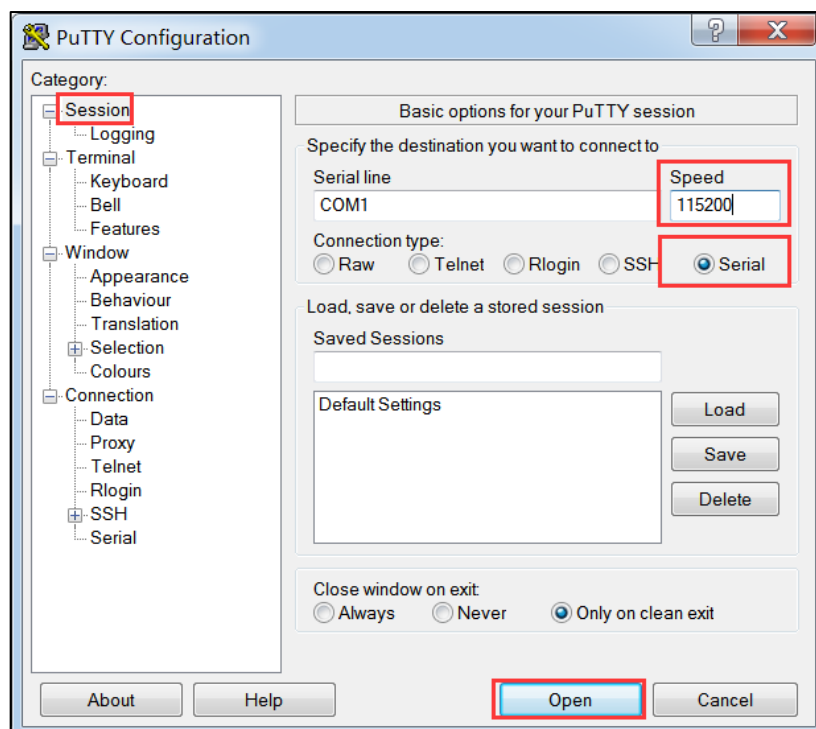 PuTTY Configuration
Category:
Session
Logging
Terminal
Keyboard
Bell
Features
Window
Appearance
Behaviour
Translation
Selection
Colours
Connection
Data
Proxy
Telnet
Rlogin
SSH
Serial
Basic options for your PuTTY session
Specify the destination you want to connect to
Serial line Speed
COM1 115200
Connection type:
Raw Telnet Rlogin SSH Serial
Load, save or delete a stored session
Saved Sessions
Default Settings
Load
Save
Delete
Close window on exit:
Always Never Only on clean exit
About Help Open Cancel